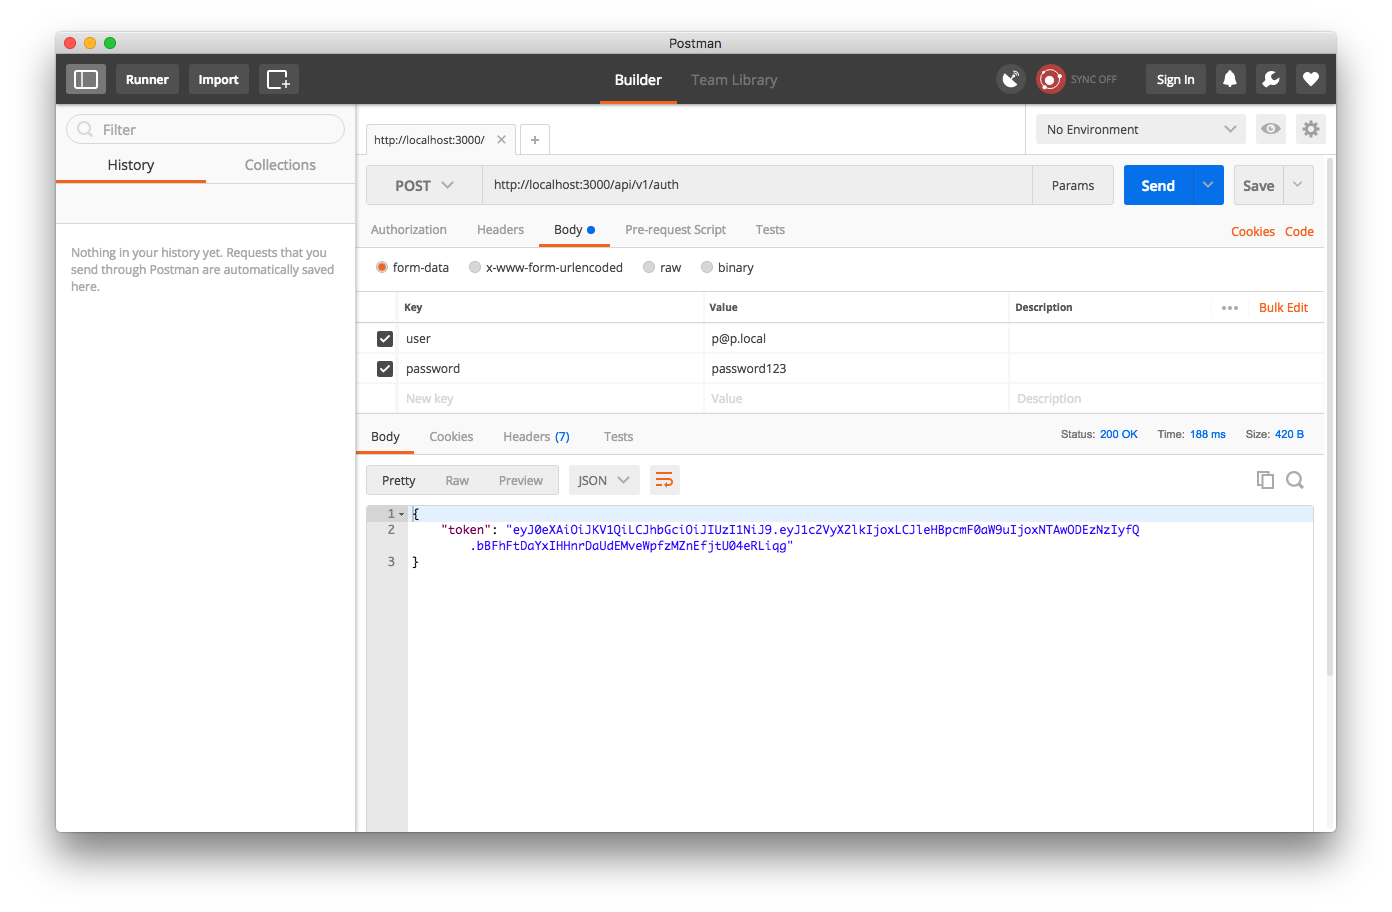 Postman
Runner Import Builder Team Library SYNC OFF Sign In
Filter
History Collections
Nothing in your history yet. Requests that you
send through Postman are automatically saved
here.
http://localhost:3000/ No Environment
POST http://localhost:3000/api/v1/auth Params Send Save
Authorization Headers Body Pre-request Script Tests Cookies Code
form-data x-www-form-urlencoded raw binary
Key Value Description Bulk Edit
user p@p.local
password password123
New key Value Description
Body Cookies Headers (7) Tests Status: 200 OK Time: 188 ms Size: 420 B
Pretty Raw Preview JSON
1 {
2 "token": "eyJ0eXAiOiJKV1QiLCJhbGciOiJIUzI1NiJ9.eyJ1c2VyX2lkIjoxLCJleHBpcmF0aW9uIjoxNTAwODEzNzIyfQ
.bBFhFtDaYxIHHnrDaUdEMveWpfzMZnEfjtU04eRLiqg"
3 }